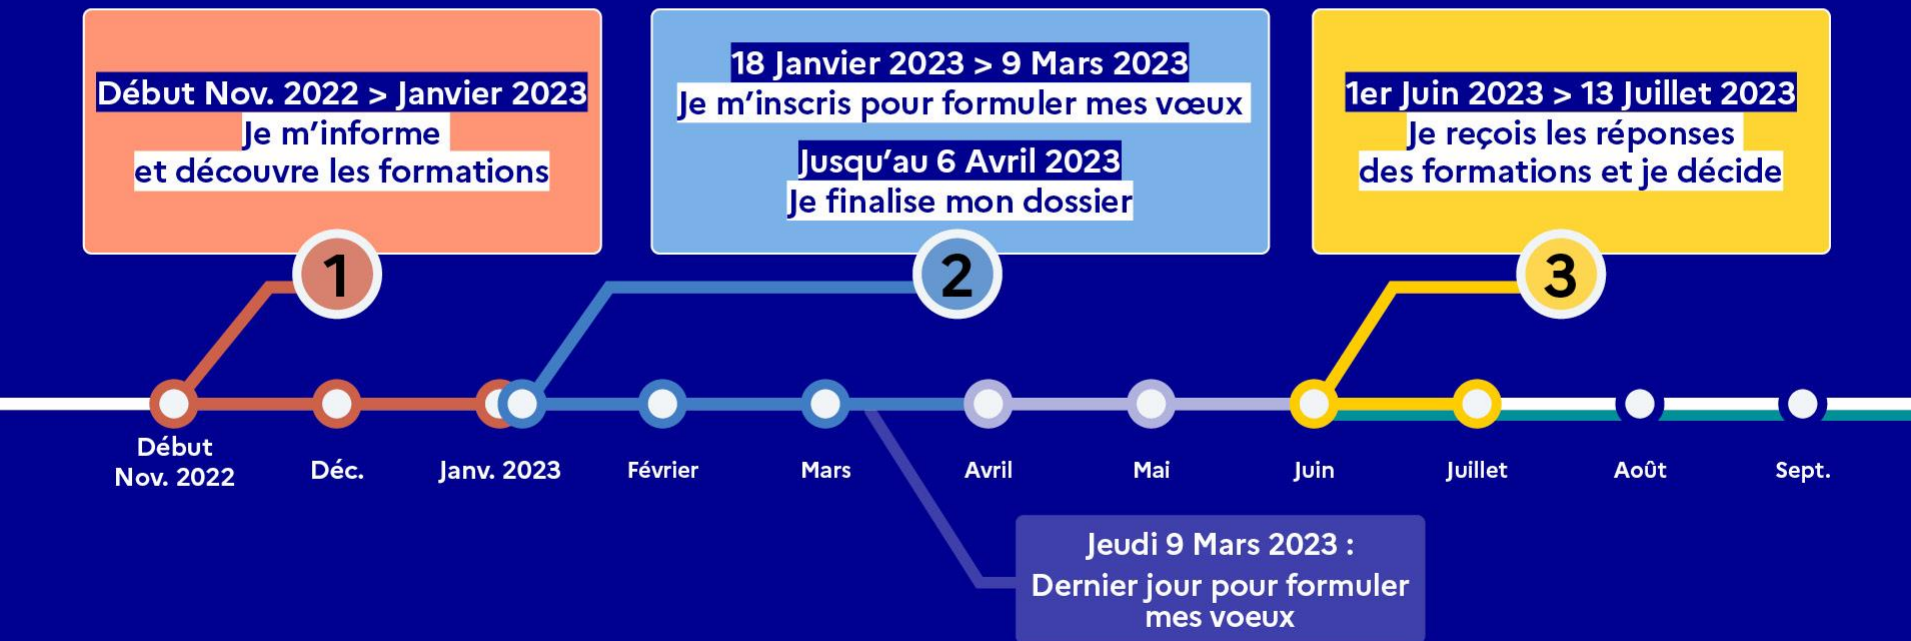 Début Nov. 2022 > Janvier 2023
Je m’informe
et découvre les formations
1
18 Janvier 2023 > 9 Mars 2023
Je m’inscris pour formuler mes vœux
Jusqu’au 6 Avril 2023
Je finalise mon dossier
2
1er Juin 2023 > 13 Juillet 2023
Je reçois les réponses
des formations et je décide
3
Début
Nov. 2022
Déc.
Janv. 2023
Février
Mars
Avril
Mai
Juin
Juillet
Août
Sept.
Jeudi 9 Mars 2023 :
Dernier jour pour formuler
mes voeux